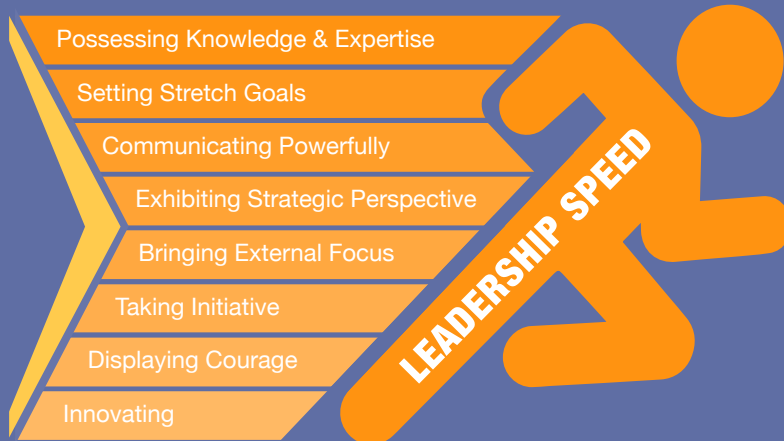 Possessing Knowledge & Expertise
Setting Stretch Goals
Communicating Powerfully
Exhibiting Strategic Perspective
Bringing External Focus
Taking Initiative
Displaying Courage
Innovating
LEADERSHIP SPEED